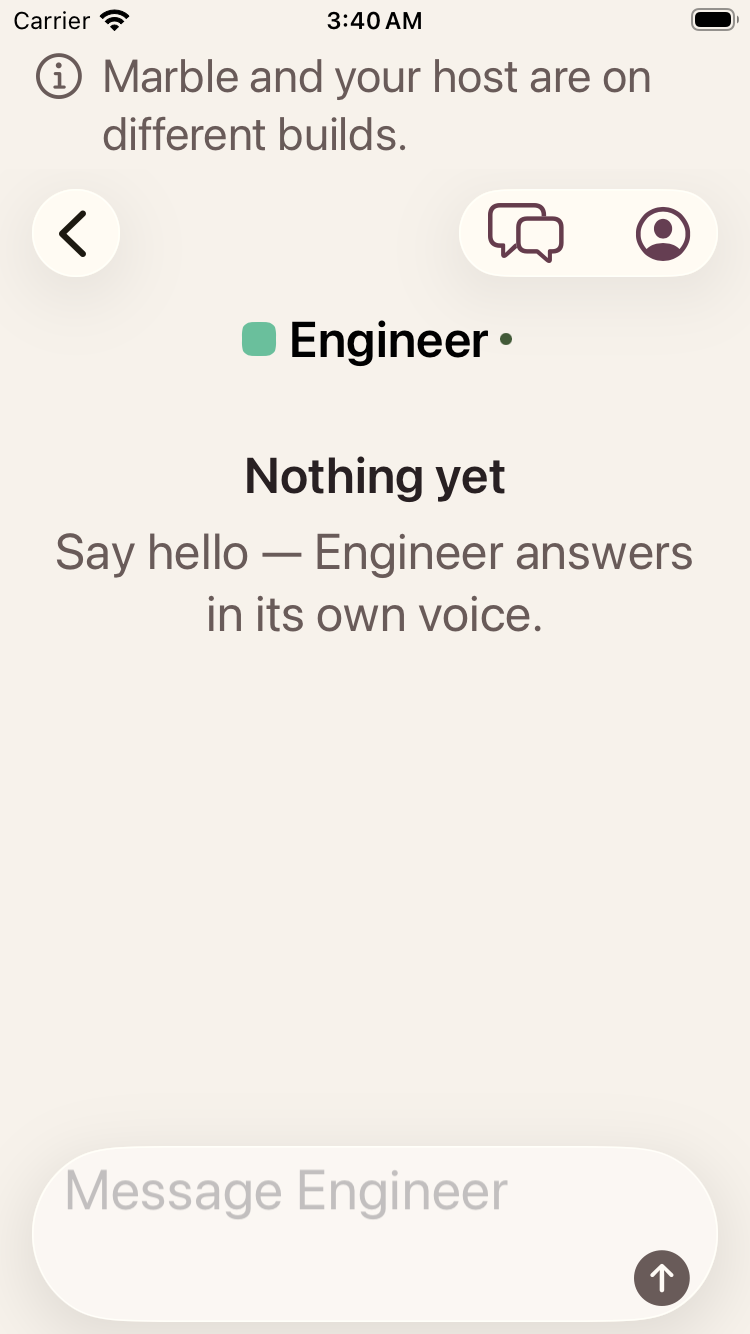 Carrier 3:40 AM
Marble and your host are on
different builds.
Engineer
Nothing yet
Say hello — Engineer answers
in its own voice.
Message Engineer